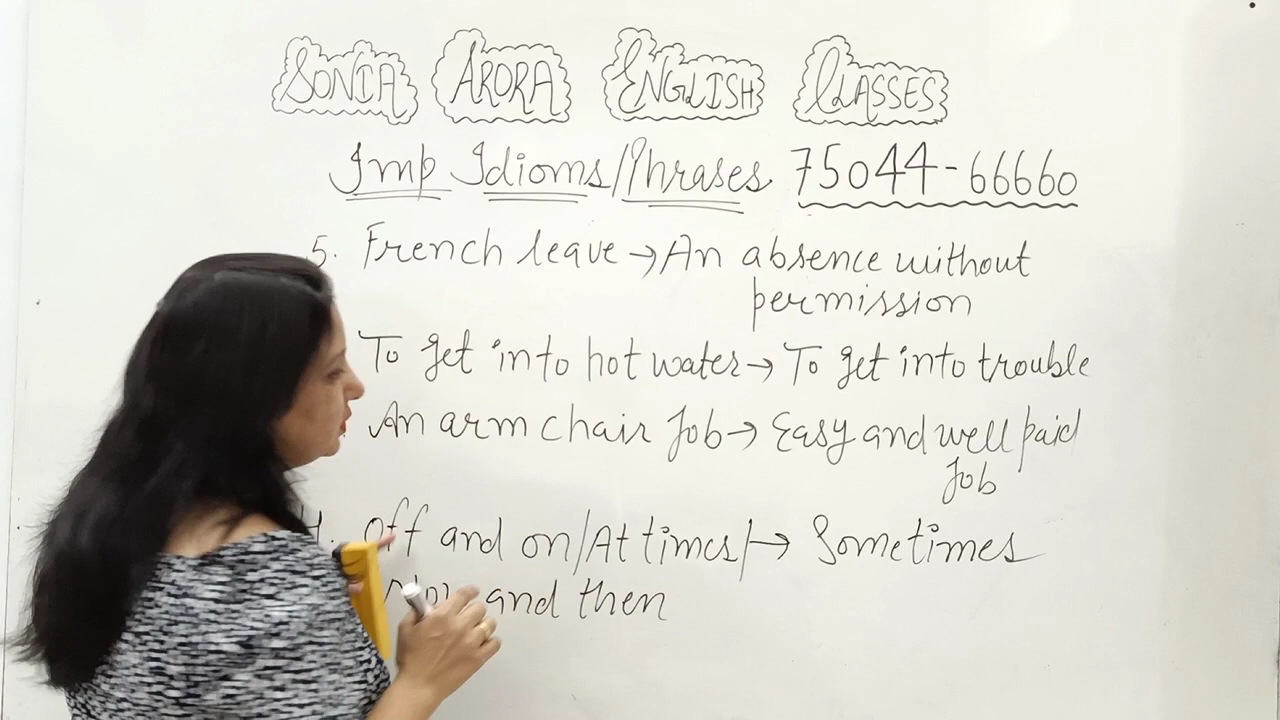 SONIA ARORA ENGLISH CLASSES
Imp Idioms/Phrases 75044-66660
5. French leave → An absence without
permission
To get into hot water → To get into trouble
An arm chair Job → Easy and well paid
Job
Off and on/At times/→ Sometimes
and then